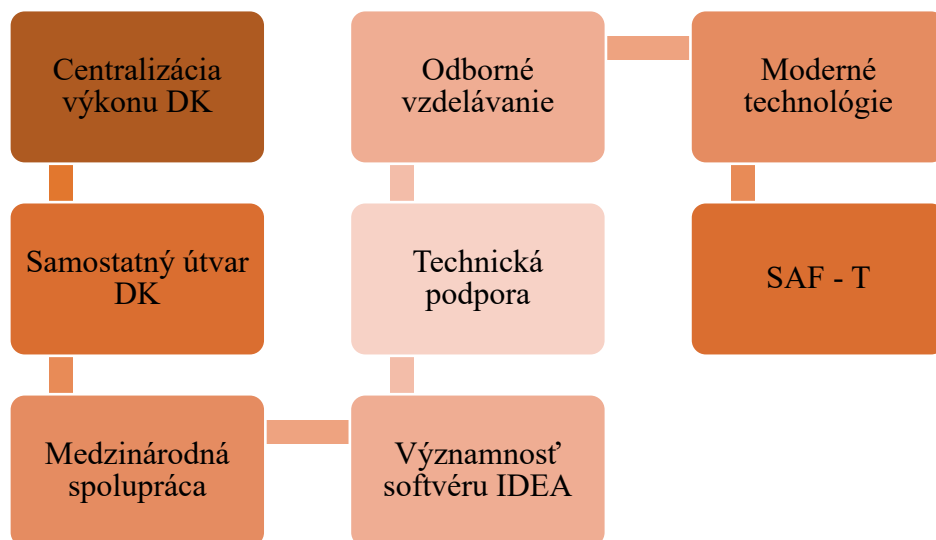 Centralizácia
výkonu DK
Samostatný útvar
DK
Medzinárodná
spolupráca
Významnosť
softvéru IDEA
Technická
podpora
Odborné
vzdelávanie
Moderné
technológie
SAF - T